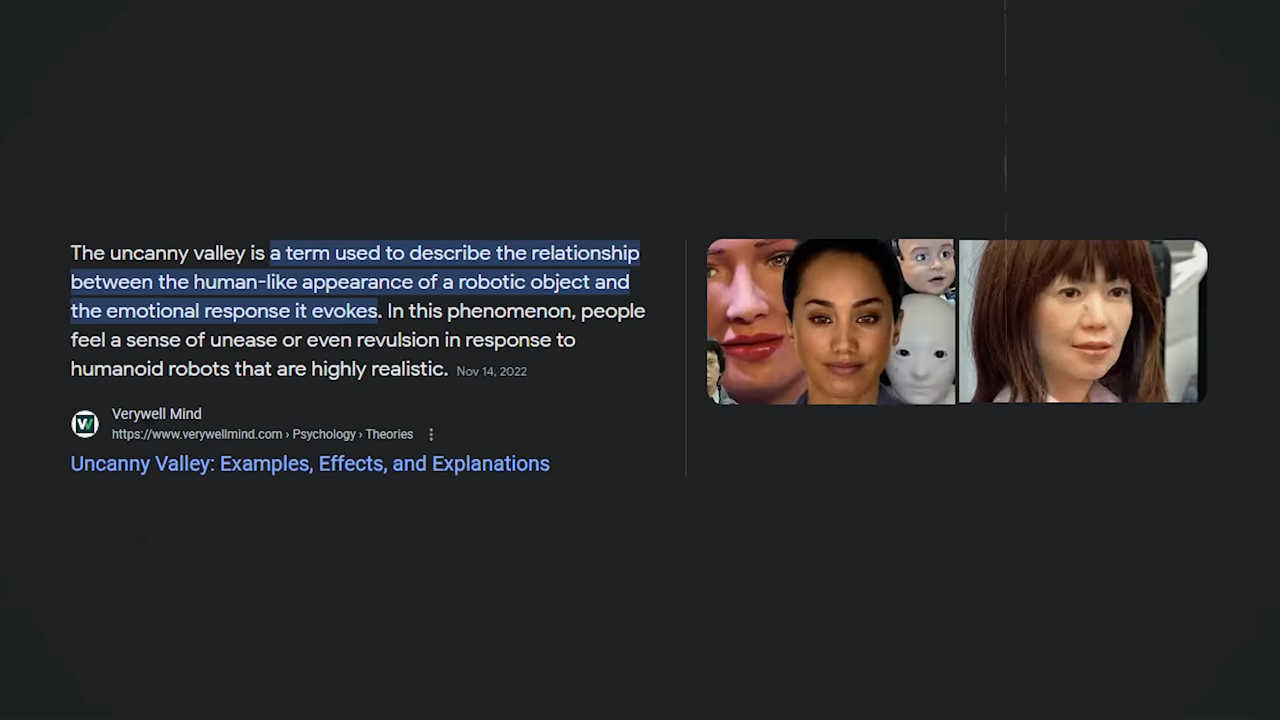 The uncanny valley is a term used to describe the relationship
between the human-like appearance of a robotic object and
the emotional response it evokes. In this phenomenon, people
feel a sense of unease or even revulsion in response to
humanoid robots that are highly realistic. Nov 14, 2022
Verywell Mind
https://www.verywellmind.com › Psychology › Theories
Uncanny Valley: Examples, Effects, and Explanations